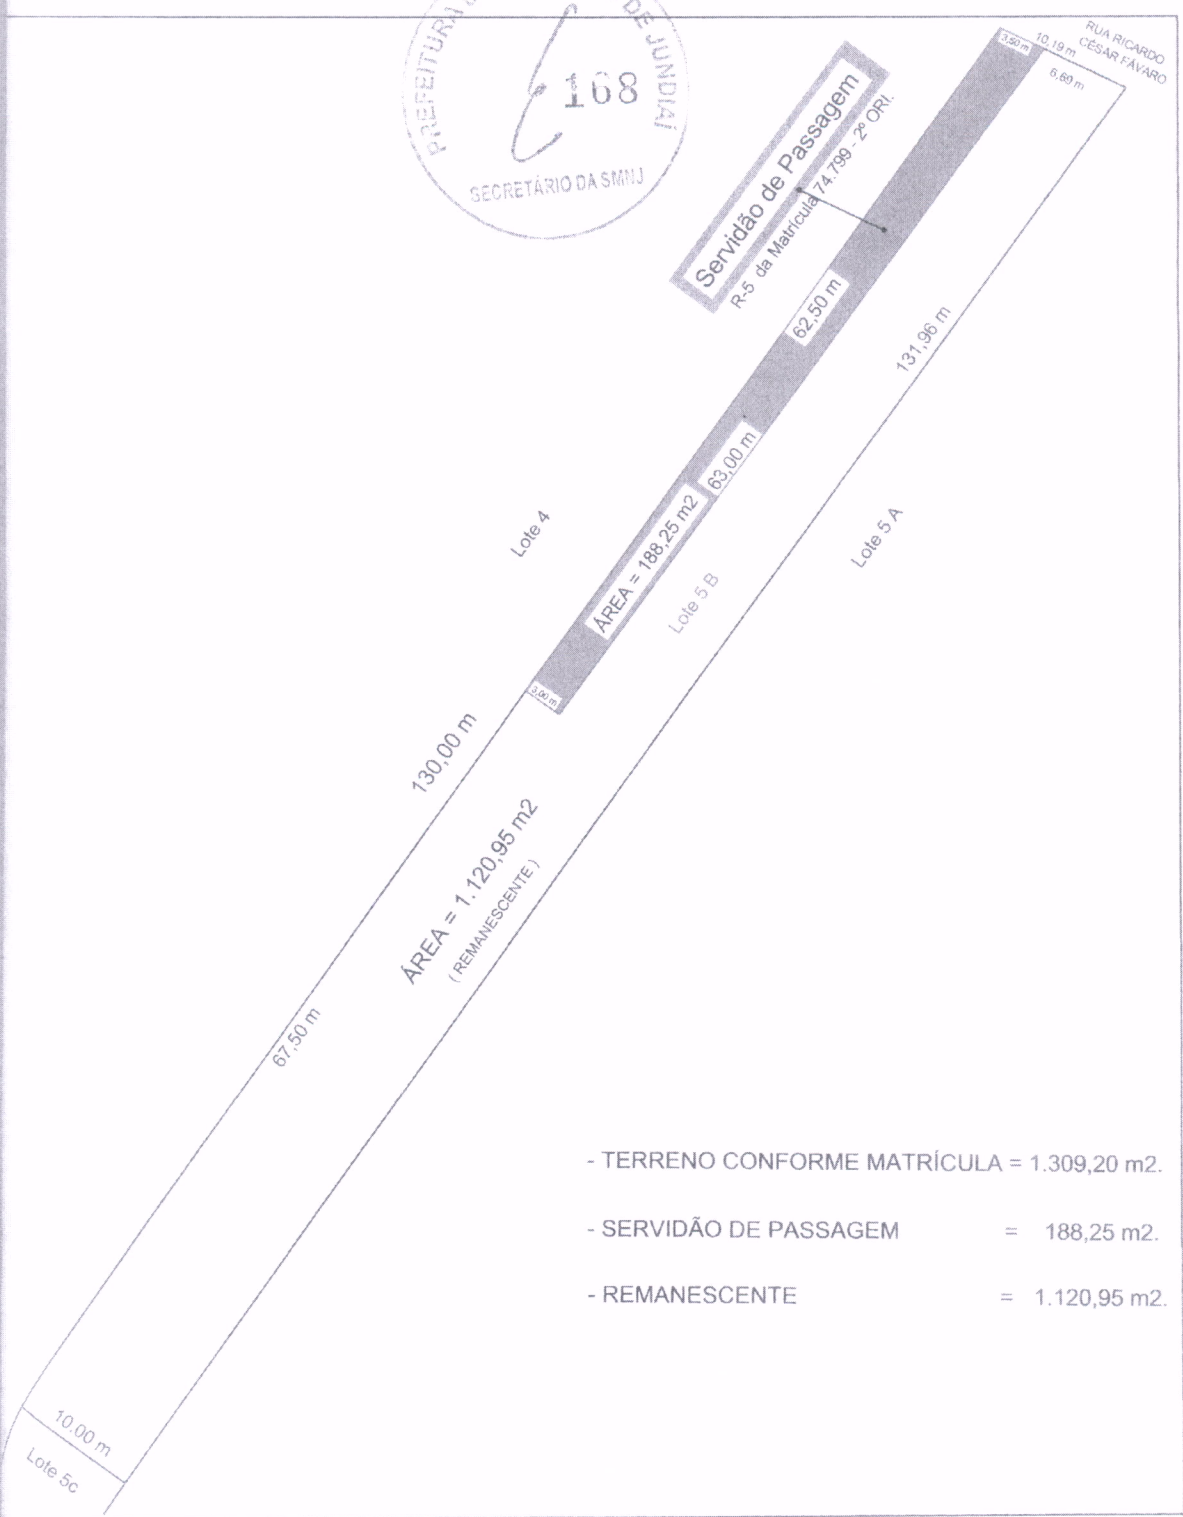 PREFEITURA
DE JUNDIAÍ
168
SECRETÁRIO DA SMNJ
RUA RICARDO
CÉSAR FÁVARO
3,50 m
10,19 m
6,69 m
Servidão de Passagem
R-5 da Matrícula 74.799 - 2º ORI.
62,50 m
131,96 m
63,00 m
ÁREA = 188,25 m2
Lote 4
Lote 5 A
Lote 5 B
3,00 m
130,00 m
ÁREA = 1.120,95 m2
( REMANESCENTE )
67,50 m
- TERRENO CONFORME MATRÍCULA = 1.309,20 m2.
- SERVIDÃO DE PASSAGEM = 188,25 m2.
- REMANESCENTE = 1.120,95 m2.
10.00 m
Lote 5c